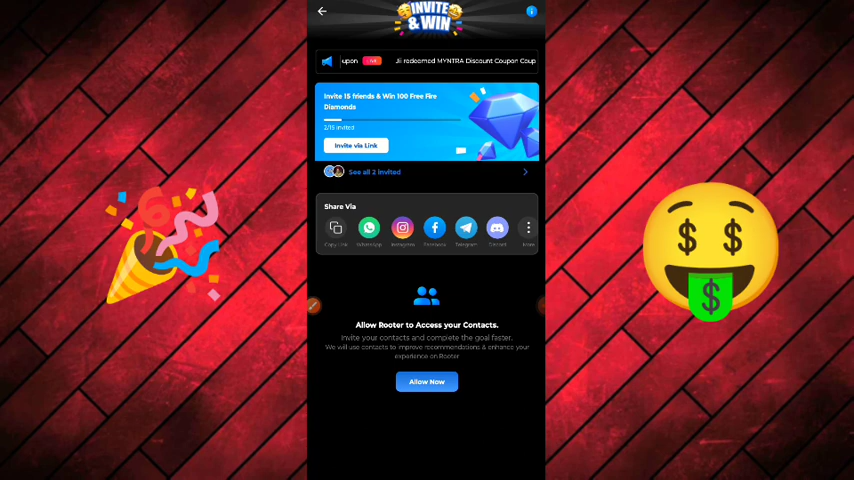 INVITE
& WIN
upon
Jii redeemed MYNTRA Discount Coupon Coup
Invite 15 friends & Win 100 Free Fire
Diamonds
2/15 invited
Invite via Link
See all 2 invited
Share Via
Copy Link WhatsApp Instagram Facebook Telegram Discord More
Allow Rooter to Access your Contacts.
Invite your contacts and complete the goal faster.
We will use contacts to improve recommendations & enhance your
experience on Rooter
Allow Now